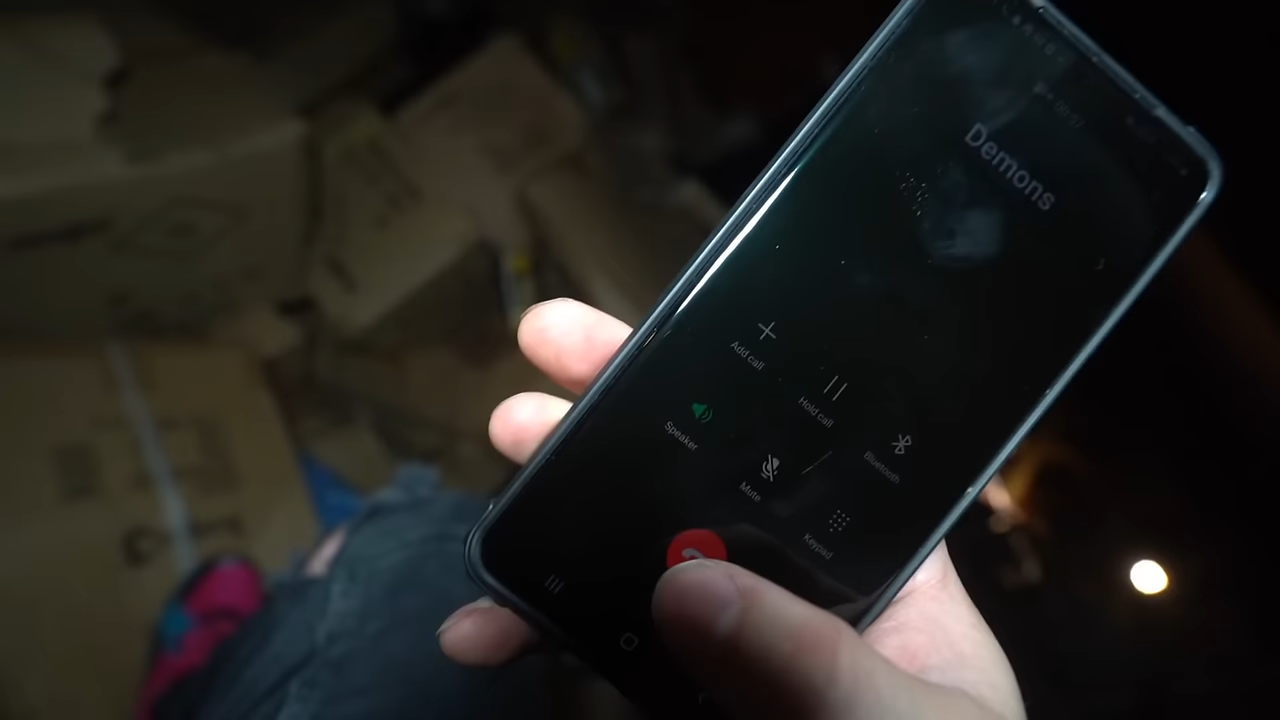 Demons
Add call
Hold call
Bluetooth
Speaker
Mute
Keypad